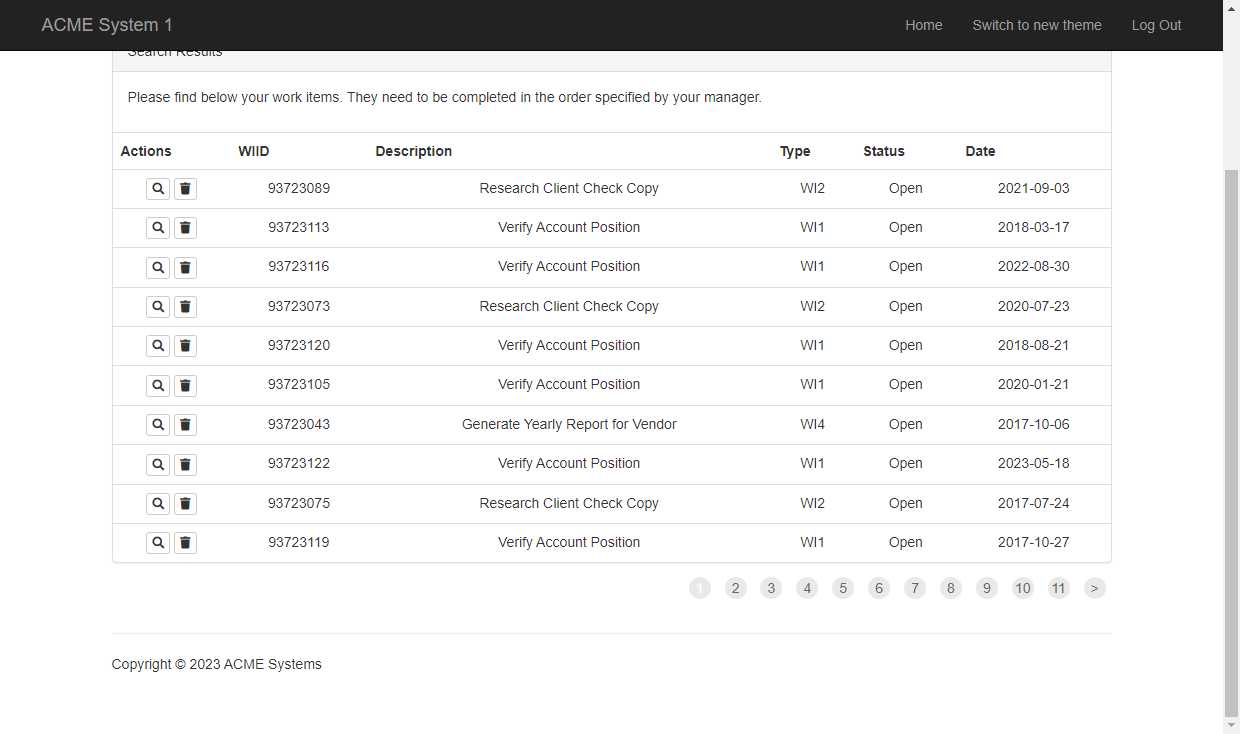 ACME System 1 Home Switch to new theme Log Out
Search Results
Please find below your work items. They need to be completed in the order specified by your manager.
Actions WIID Description Type Status Date
93723089 Research Client Check Copy WI2 Open 2021-09-03
93723113 Verify Account Position WI1 Open 2018-03-17
93723116 Verify Account Position WI1 Open 2022-08-30
93723073 Research Client Check Copy WI2 Open 2020-07-23
93723120 Verify Account Position WI1 Open 2018-08-21
93723105 Verify Account Position WI1 Open 2020-01-21
93723043 Generate Yearly Report for Vendor WI4 Open 2017-10-06
93723122 Verify Account Position WI1 Open 2023-05-18
93723075 Research Client Check Copy WI2 Open 2017-07-24
93723119 Verify Account Position WI1 Open 2017-10-27
1 2 3 4 5 6 7 8 9 10 11 >
Copyright © 2023 ACME Systems